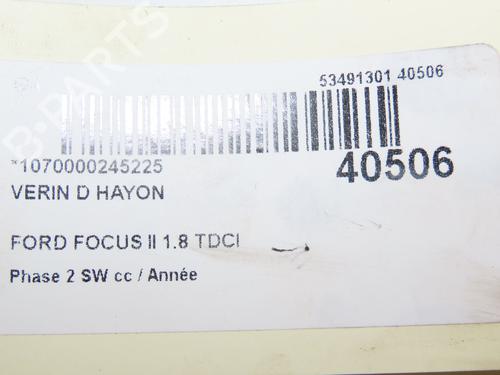 B-PARTS
53491301 40506
*1070000245225
40506
VERIN D HAYON
FORD FOCUS II 1.8 TDCI
Phase 2 SW cc / Année